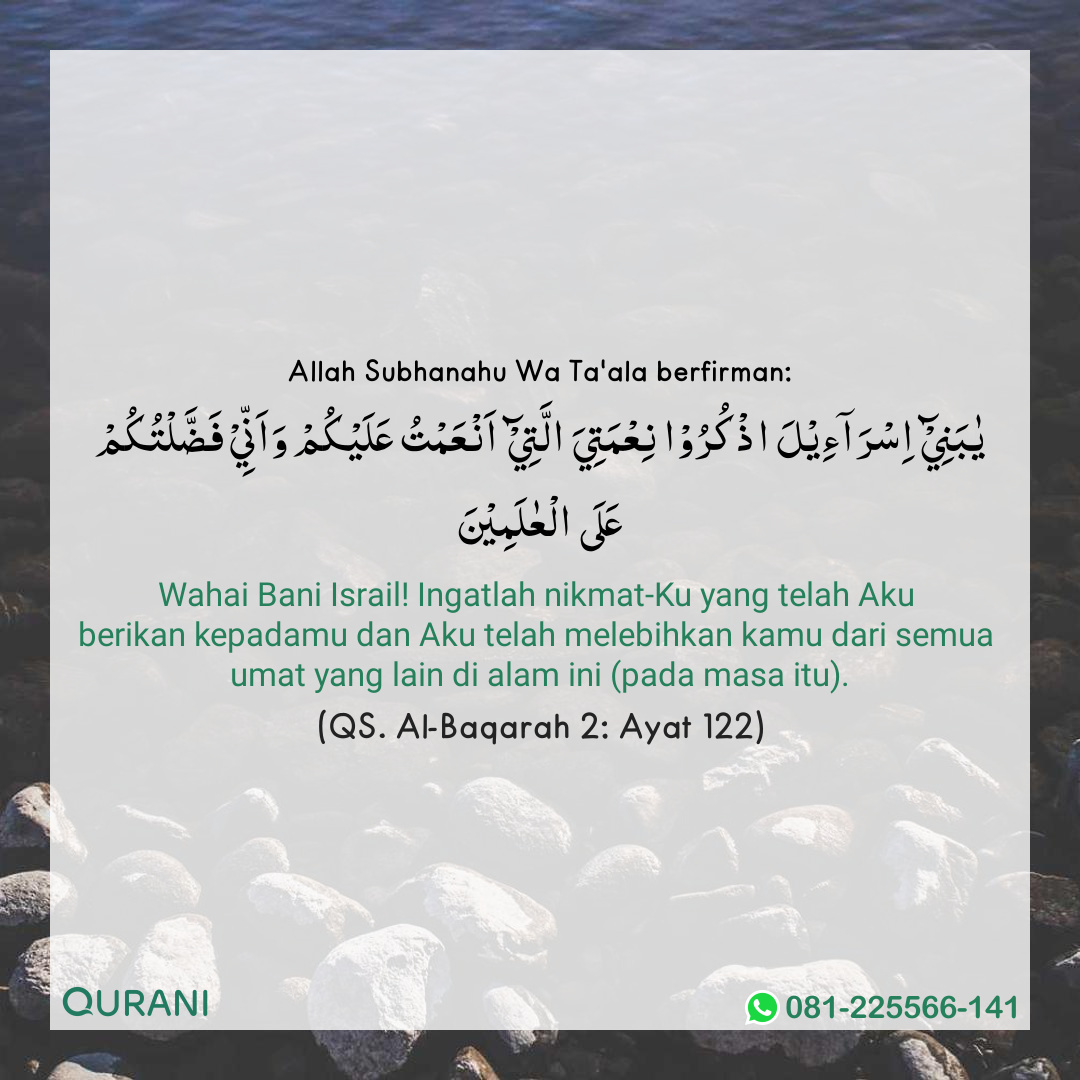 Allah Subhanahu Wa Ta'ala berfirman:
يٰبَنِيْٓ اِسْرَآءِيْلَ اذْكُرُوْا نِعْمَتِيَ الَّتِيْٓ اَنْعَمْتُ عَلَيْكُمْ وَاَنِّيْ فَضَّلْتُكُمْ
عَلَى الْعٰلَمِيْنَ
Wahai Bani Israil! Ingatlah nikmat-Ku yang telah Aku
berikan kepadamu dan Aku telah melebihkan kamu dari semua
umat yang lain di alam ini (pada masa itu).
(QS. Al-Baqarah 2: Ayat 122)
QURANI
081-225566-141